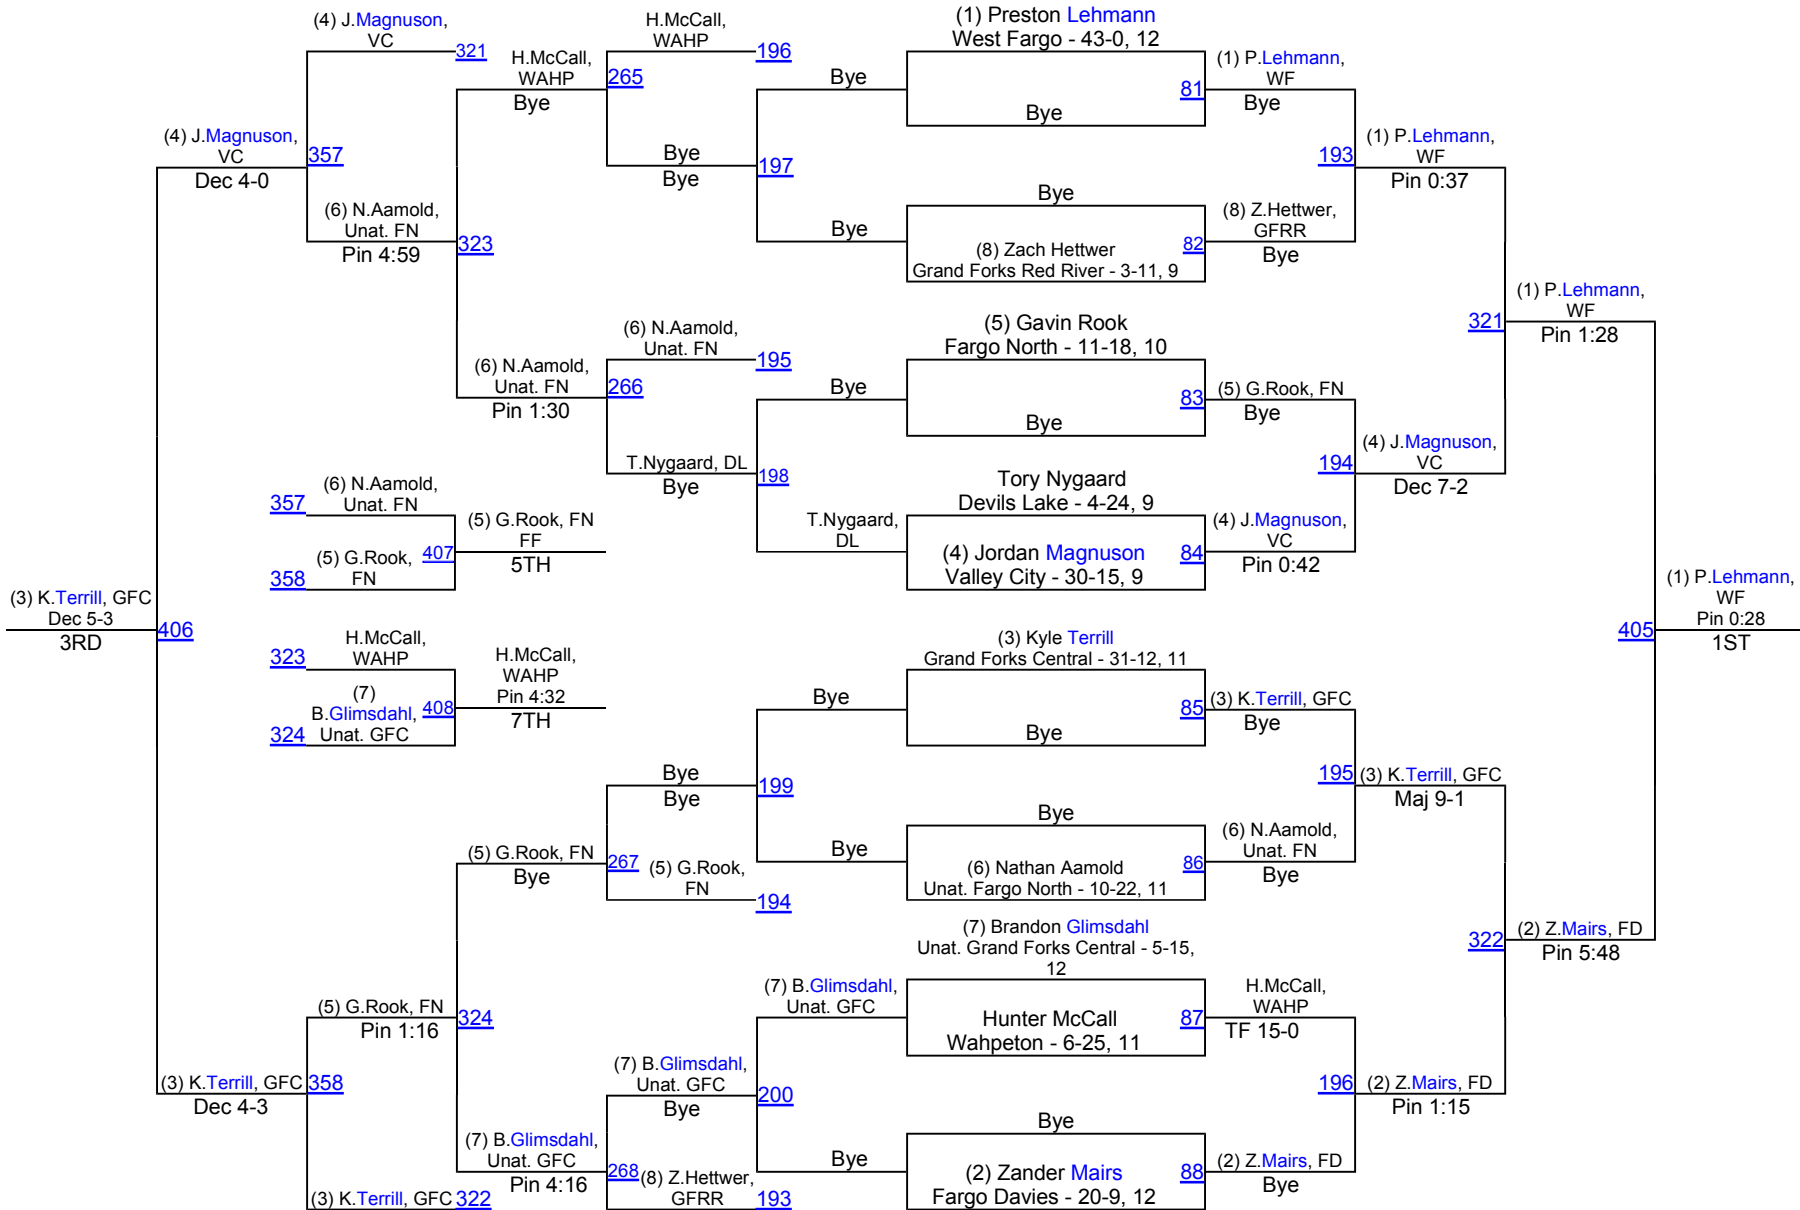 (4) J.Magnuson,
VC
321
H.McCall,
WAHP
Bye
265
H.McCall,
WAHP
196
Bye
(1) Preston Lehmann
West Fargo - 43-0, 12
Bye
81
(1) P.Lehmann,
WF
Bye
(4) J.Magnuson,
VC
Dec 4-0
357
Bye
Bye
197
193
(1) P.Lehmann,
WF
Pin 0:37
(6) N.Aamold,
Unat. FN
Pin 4:59
323
Bye
Bye
(8) Zach Hettwer
Grand Forks Red River - 3-11, 9
82
(8) Z.Hettwer,
GFRR
Bye
321
(1) P.Lehmann,
WF
Pin 1:28
(6) N.Aamold,
Unat. FN
Pin 1:30
266
(6) N.Aamold,
Unat. FN
195
Bye
(5) Gavin Rook
Fargo North - 11-18, 10
Bye
83
(5) G.Rook, FN
Bye
T.Nygaard, DL
Bye
198
194
(4) J.Magnuson,
VC
Dec 7-2
T.Nygaard,
DL
Tory Nygaard
Devils Lake - 4-24, 9
(4) Jordan Magnuson
Valley City - 30-15, 9
84
(4) J.Magnuson,
VC
Pin 0:42
357
(6) N.Aamold,
Unat. FN
358
(5) G.Rook,
FN
407
(5) G.Rook, FN
FF
5TH
(3) K.Terrill, GFC
Dec 5-3
3RD
406
405
(1) P.Lehmann,
WF
Pin 0:28
1ST
323
H.McCall,
WAHP
324
(7)
B.Glimsdahl,
Unat. GFC
408
H.McCall,
WAHP
Pin 4:32
7TH
Bye
(3) Kyle Terrill
Grand Forks Central - 31-12, 11
Bye
85
(3) K.Terrill, GFC
Bye
Bye
Bye
199
195
(3) K.Terrill, GFC
Maj 9-1
(5) G.Rook, FN
Bye
267
(5) G.Rook,
FN
194
Bye
Bye
(6) Nathan Aamold
Unat. Fargo North - 10-22, 11
86
(6) N.Aamold,
Unat. FN
Bye
322
(2) Z.Mairs, FD
Pin 5:48
(5) G.Rook, FN
Pin 1:16
324
(7) B.Glimsdahl,
Unat. GFC
(7) Brandon Glimsdahl
Unat. Grand Forks Central - 5-15,
12
Hunter McCall
Wahpeton - 6-25, 11
87
H.McCall,
WAHP
TF 15-0
(3) K.Terrill, GFC
Dec 4-3
358
(7) B.Glimsdahl,
Unat. GFC
Bye
200
196
(2) Z.Mairs, FD
Pin 1:15
(7) B.Glimsdahl,
Unat. GFC
Pin 4:16
268
(8) Z.Hettwer,
GFRR
193
Bye
Bye
(2) Zander Mairs
Fargo Davies - 20-9, 12
88
(2) Z.Mairs, FD
Bye
(3) K.Terrill, GFC
322